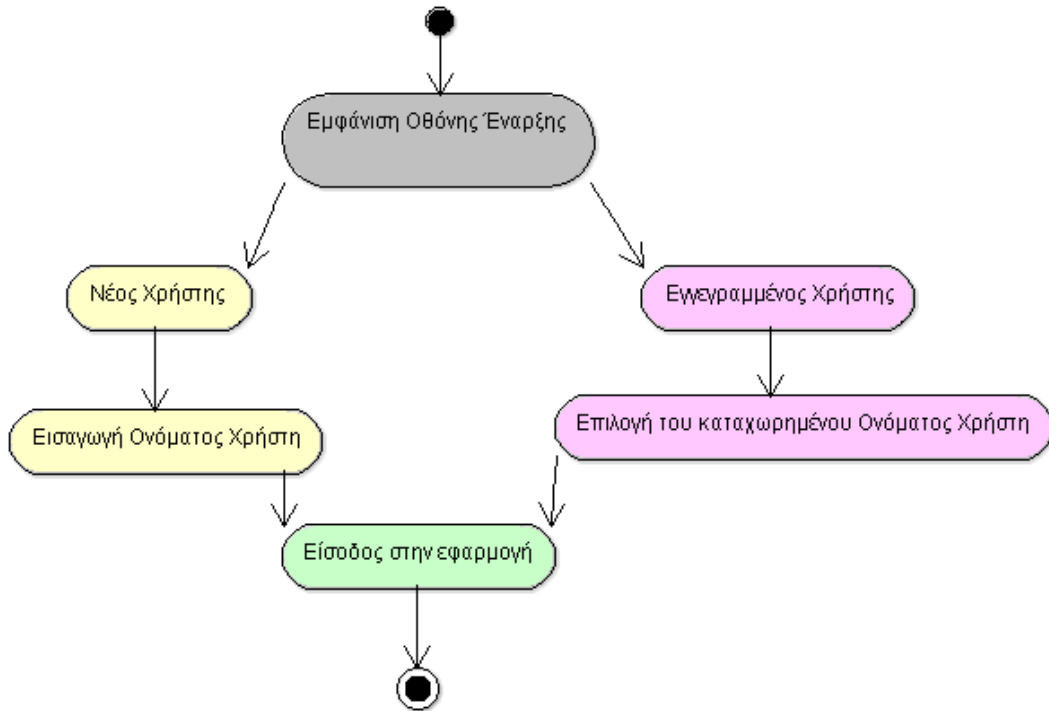 Εμφάνιση Οθόνης Έναρξης
Νέος Χρήστης
Εγγεγραμμένος Χρήστης
Εισαγωγή Ονόματος Χρήστη
Επιλογή του καταχωρημένου Ονόματος Χρήστη
Είσοδος στην εφαρμογή